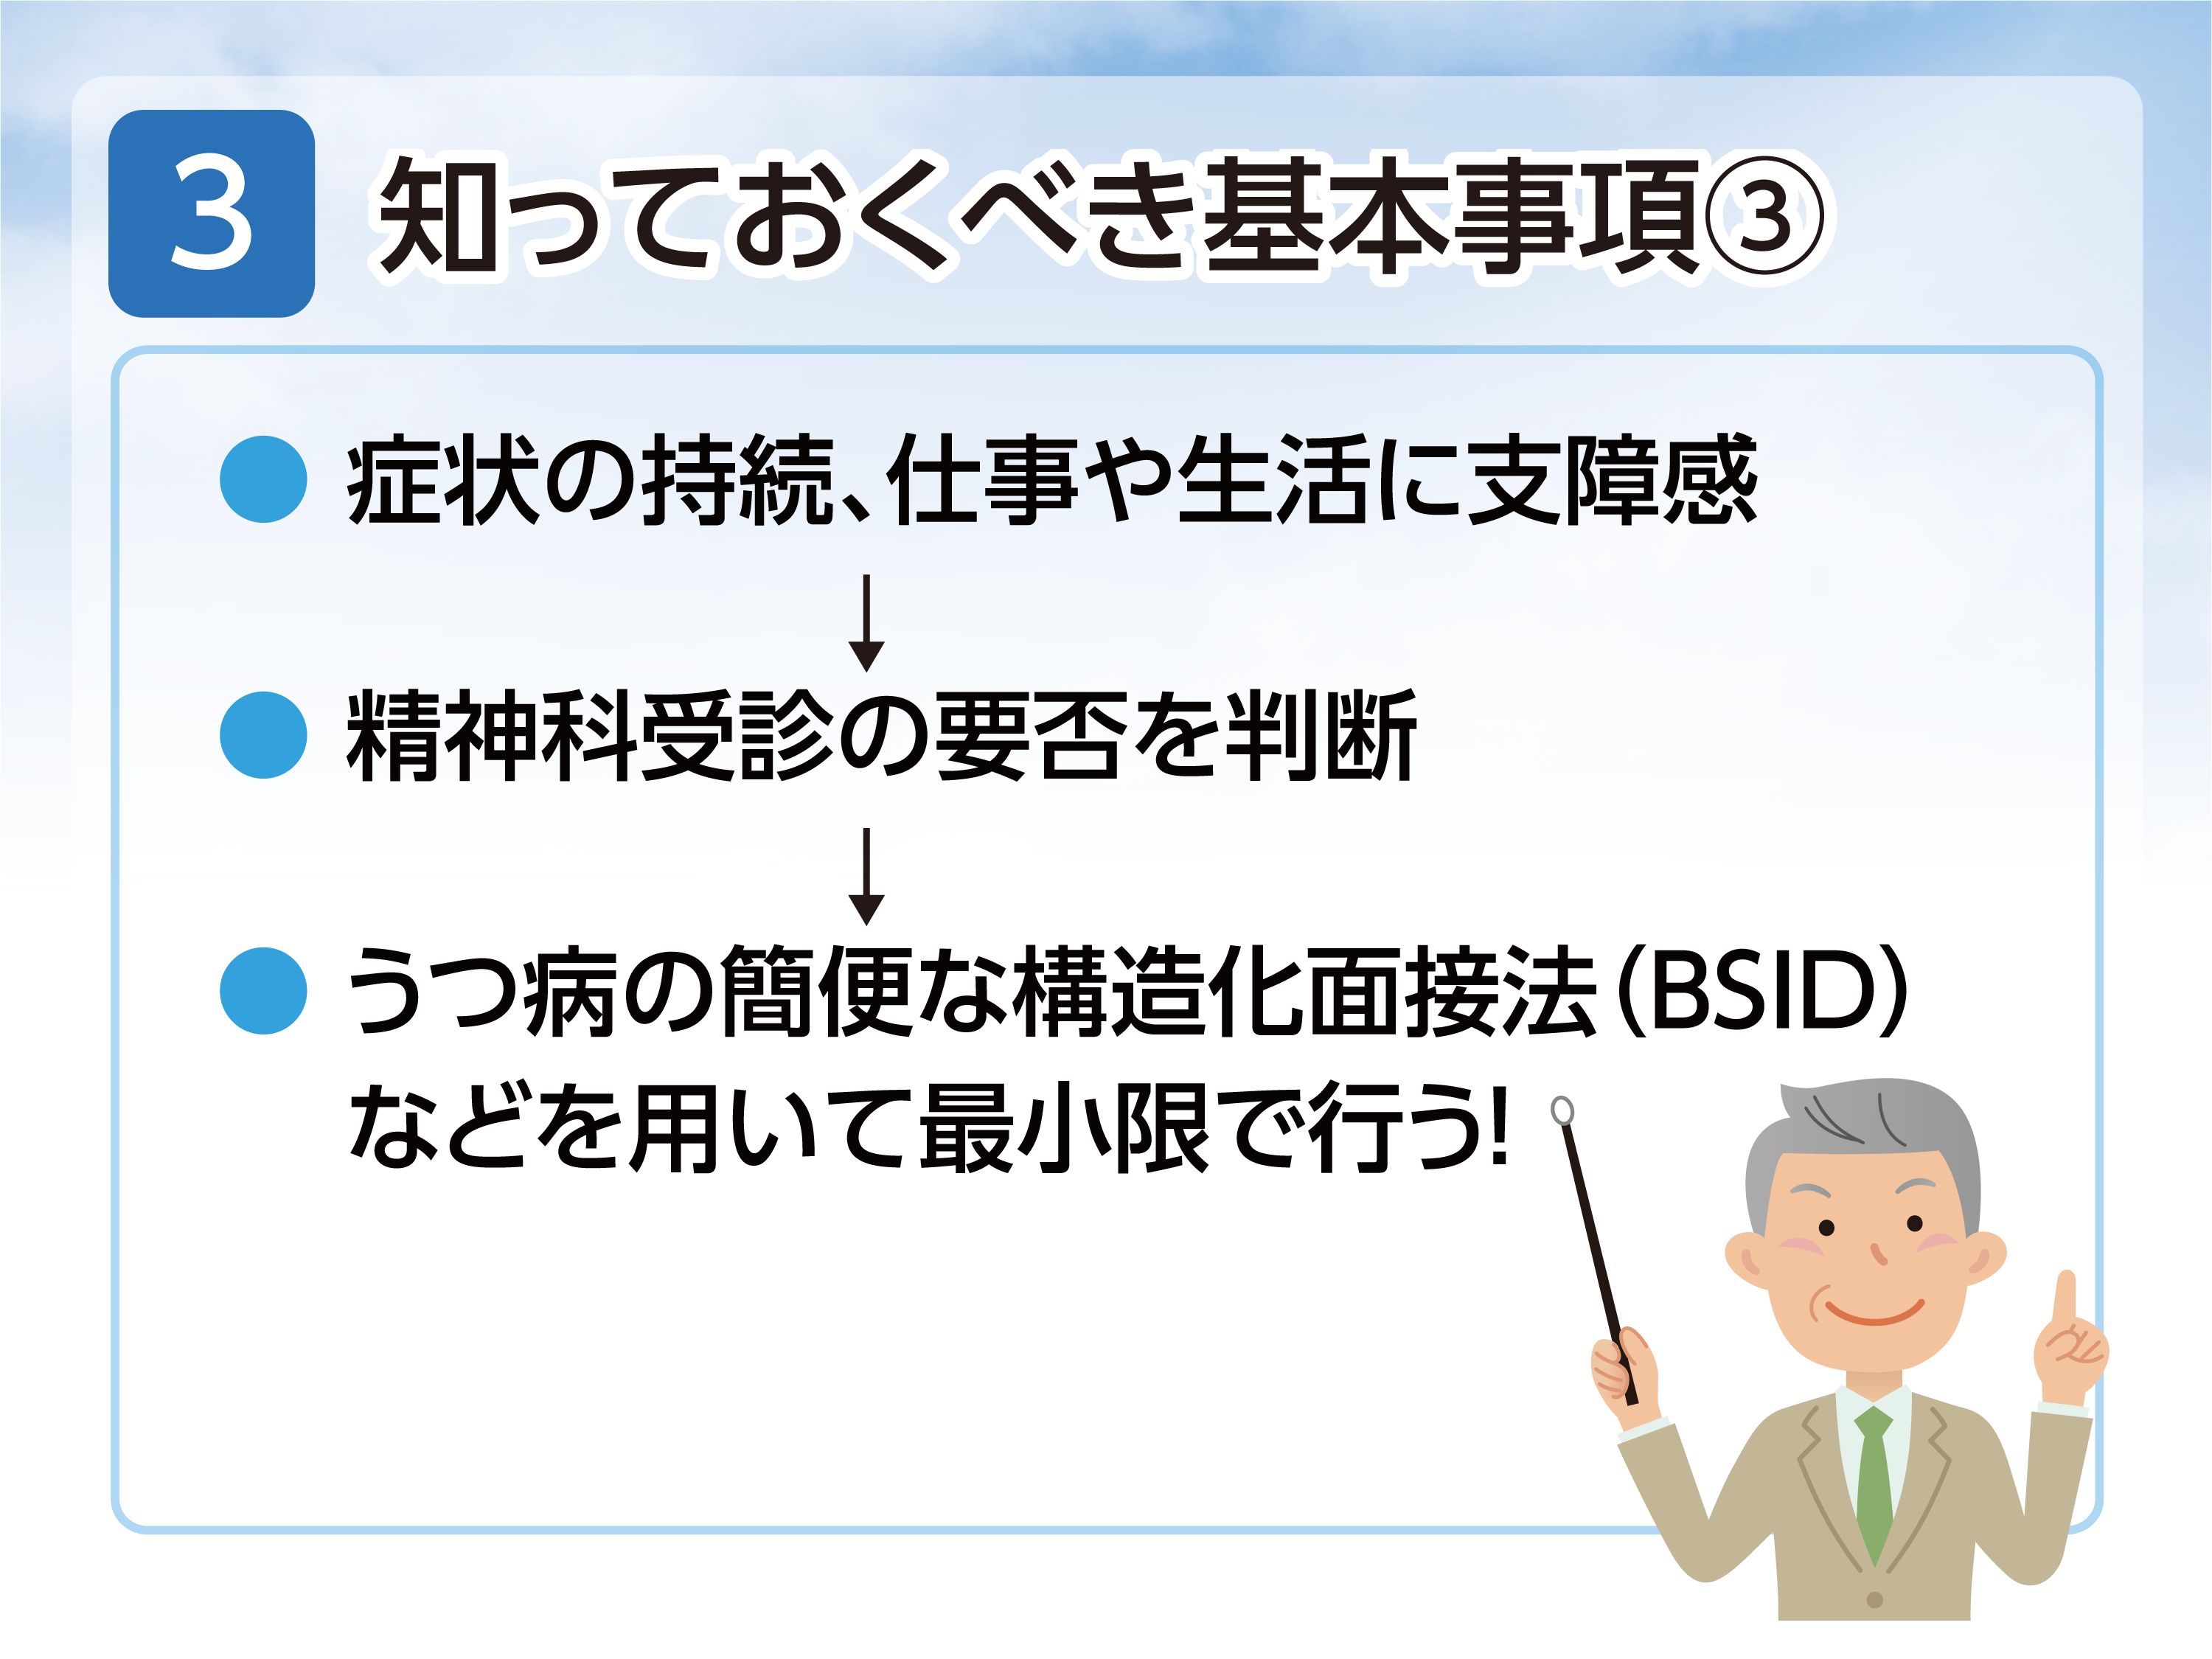 3 知っておくべき基本事項③
● 症状の持続、仕事や生活に支障感
↓
● 精神科受診の要否を判断
↓
● うつ病の簡便な構造化面接法（BSID）
などを用いて最小限で行う！